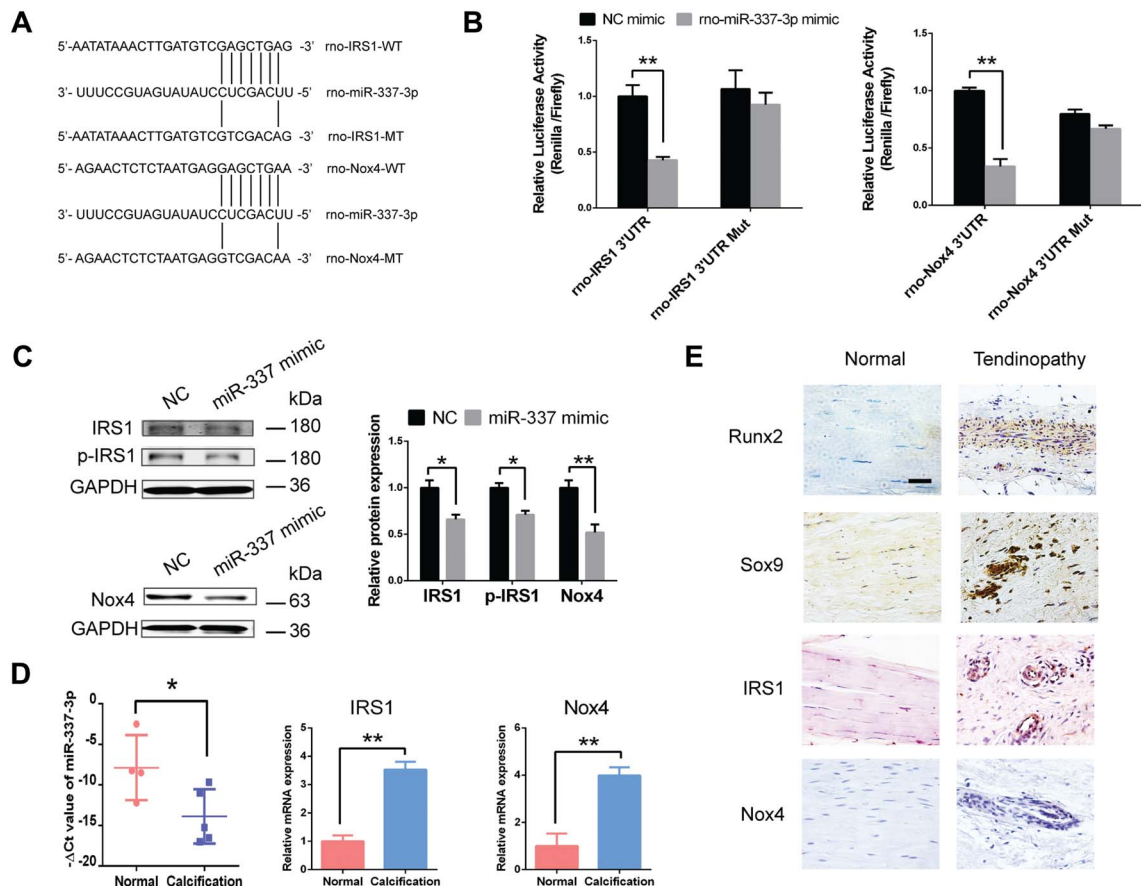 A
5'-AATATAAACTTGATGTCGAGCTGAG -3' rno-IRS1-WT
3'- UUUCCGUAGUAUAUCCUCGACUU -5' rno-miR-337-3p
5'-AATATAAACTTGATGTCGTCGACAG -3' rno-IRS1-MT
5'- AGAACTCTCTAATGAGGAGCTGAA -3' rno-Nox4-WT
3'- UUUCCGUAGUAUAUCCUCGACUU -5' rno-miR-337-3p
5'- AGAACTCTCTAATGAGGTCGACAA -3' rno-Nox4-MT
B
NC mimic rno-miR-337-3p mimic
Relative Luciferase Activity
(Renilla /Firefly)
1.5
1.0
0.5
0.0
**
rno-IRS1 3'UTR
rno-IRS1 3'UTR Mut
Relative Luciferase Activity
(Renilla /Firefly)
1.5
1.0
0.5
0.0
**
rno-Nox4 3'UTR
rno-Nox4 3'UTR Mut
C
NC miR-337 mimic
kDa
IRS1 180
p-IRS1 180
GAPDH 36
NC miR-337 mimic
kDa
Nox4 63
GAPDH 36
NC miR-337 mimic
Relative protein expression
1.5
1.0
0.5
0.0
* * **
IRS1 p-IRS1 Nox4
D
-ΔCt value of miR-337-3p
0
-5
-10
-15
-20
*
Normal Calcification
IRS1
Relative mRNA expression
5
4
3
2
1
0
**
Normal Calcification
Nox4
Relative mRNA expression
6
4
2
0
**
Normal Calcification
E
Normal Tendinopathy
Runx2
Sox9
IRS1
Nox4